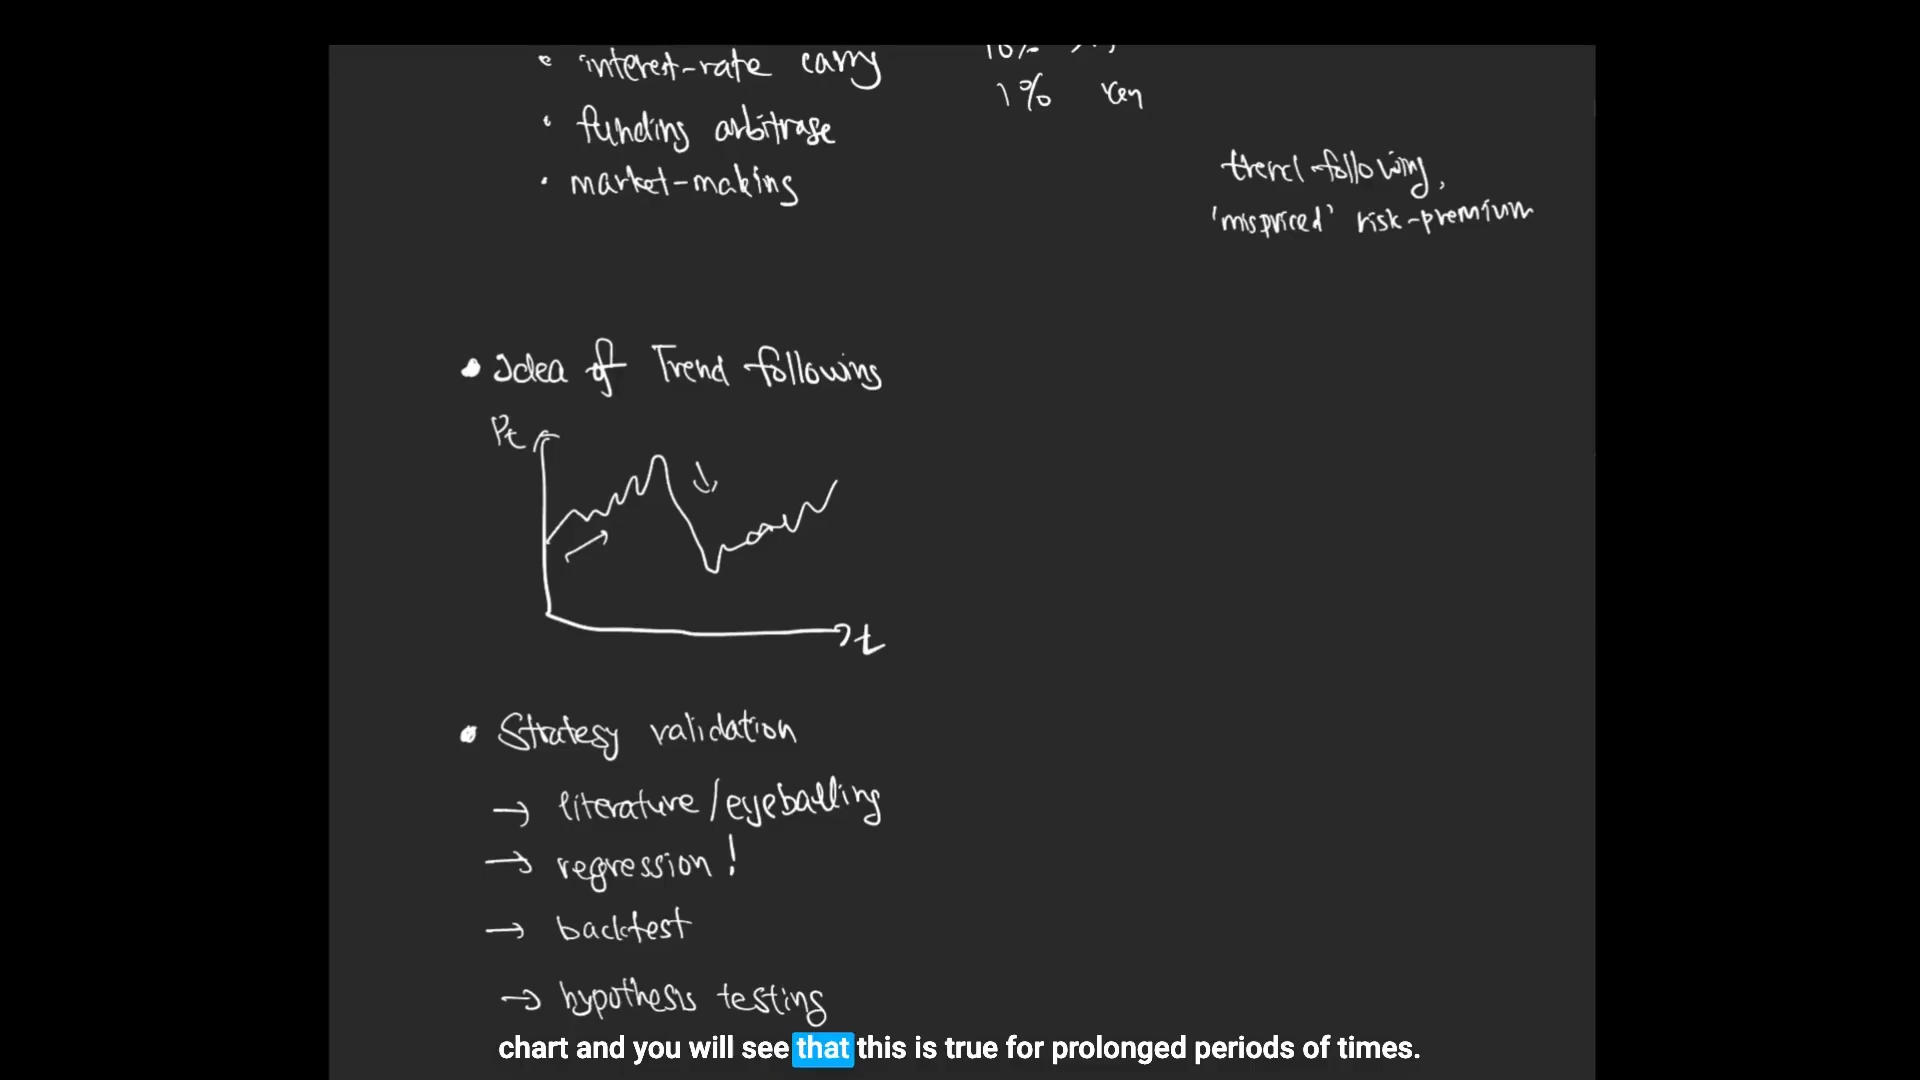 • interest-rate carry
1% Yen
• funding arbitrage
• market-making
trend-following,
'mispriced' risk-premium
• Idea of Trend following
Pt
t
• Strategy validation
→ literature/eyeballing
→ regression!
→ backtest
→ hypothesis testing
chart and you will see that this is true for prolonged periods of times.